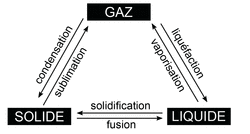 GAZ
condensation
sublimation
liquéfaction
vaporisation
solidification
SOLIDE
LIQUIDE
fusion